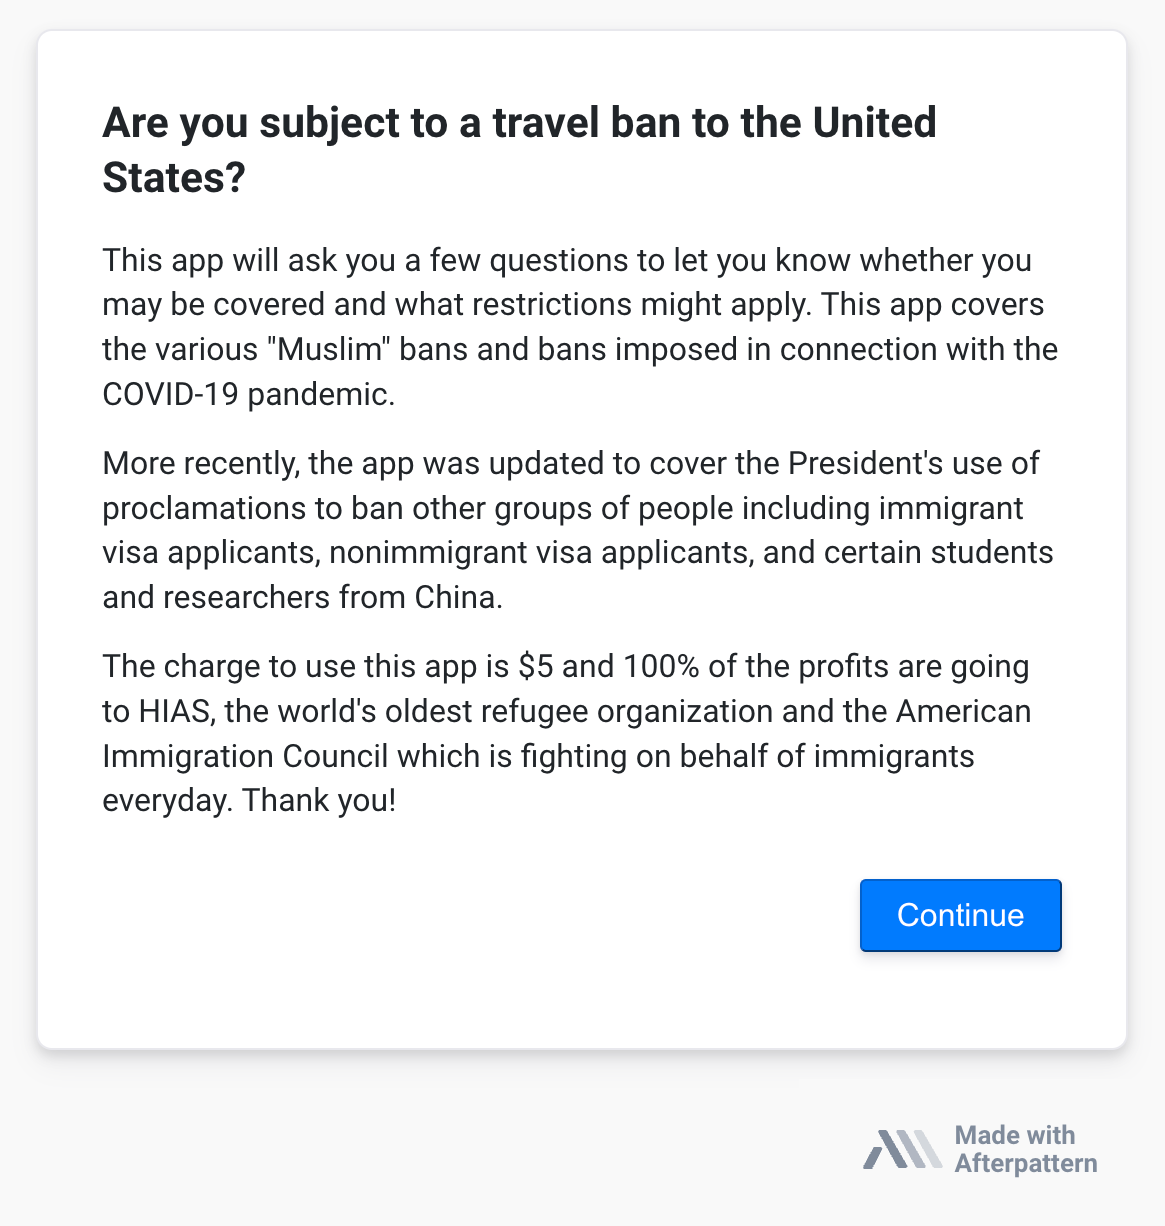 Are you subject to a travel ban to the United
States?
This app will ask you a few questions to let you know whether you
may be covered and what restrictions might apply. This app covers
the various "Muslim" bans and bans imposed in connection with the
COVID-19 pandemic.
More recently, the app was updated to cover the President's use of
proclamations to ban other groups of people including immigrant
visa applicants, nonimmigrant visa applicants, and certain students
and researchers from China.
The charge to use this app is $5 and 100% of the profits are going
to HIAS, the world's oldest refugee organization and the American
Immigration Council which is fighting on behalf of immigrants
everyday. Thank you!
Continue
Made with
Afterpattern